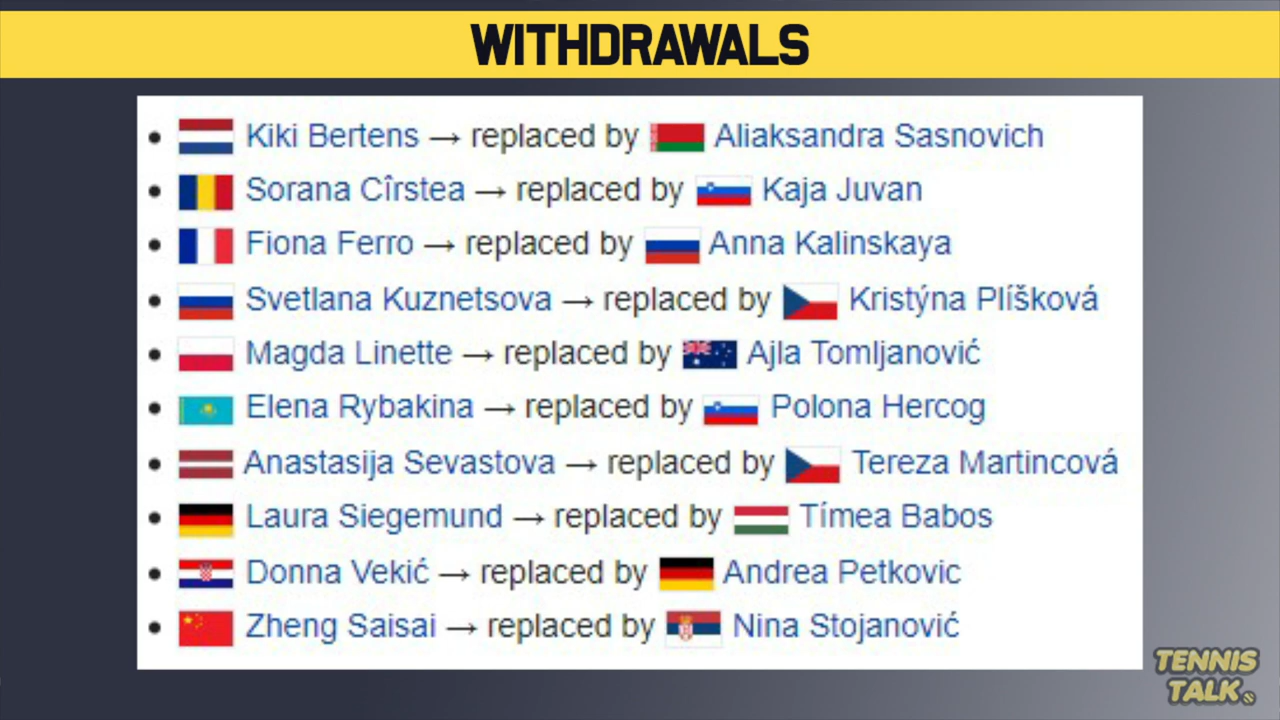 WITHDRAWALS
• Kiki Bertens → replaced by Aliaksandra Sasnovich
• Sorana Cîrstea → replaced by Kaja Juvan
• Fiona Ferro → replaced by Anna Kalinskaya
• Svetlana Kuznetsova → replaced by Kristýna Plíšková
• Magda Linette → replaced by Ajla Tomljanović
• Elena Rybakina → replaced by Polona Hercog
• Anastasija Sevastova → replaced by Tereza Martincová
• Laura Siegemund → replaced by Tímea Babos
• Donna Vekić → replaced by Andrea Petkovic
• Zheng Saisai → replaced by Nina Stojanović
TENNIS
TALK